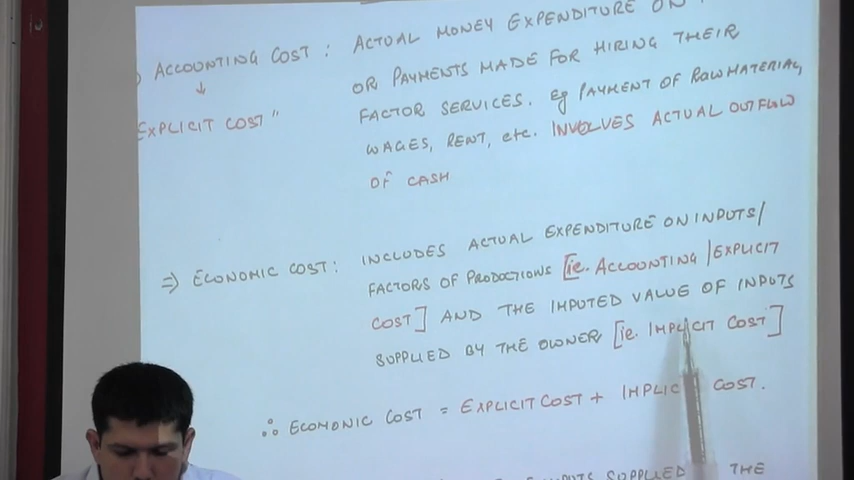 ACCOUNTING COST : ACTUAL MONEY EXPENDITURE ON
↓ OR PAYMENTS MADE FOR HIRING THEIR
EXPLICIT COST" FACTOR SERVICES. eg PAYMENT OF RAW MATERIAL,
WAGES, RENT, etc. INVOLVES ACTUAL OUTFLOW
OF CASH
⇒ ECONOMIC COST : INCLUDES ACTUAL EXPENDITURE ON INPUTS/
FACTORS OF PRODUCTIONS [ie. ACCOUNTING/EXPLICIT
COST] AND THE IMPUTED VALUE OF INPUTS
SUPPLIED BY THE OWNER [ie. IMPLICIT COST]
∴ ECONOMIC COST = EXPLICIT COST + IMPLICIT COST.
INPUTS SUPPLIED THE